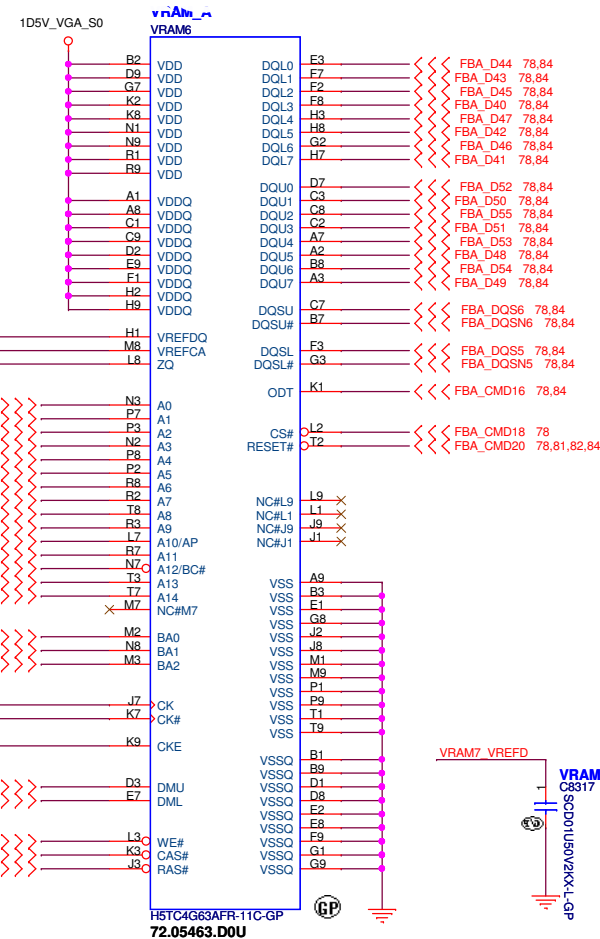 VRAM_A
1D5V_VGA_S0
VRAM6
B2 VDD DQL0 E3 FBA_D44 78,84
D9 VDD DQL1 F7 FBA_D43 78,84
G7 VDD DQL2 F2 FBA_D45 78,84
K2 VDD DQL3 F8 FBA_D40 78,84
K8 VDD DQL4 H3 FBA_D47 78,84
N1 VDD DQL5 H8 FBA_D42 78,84
N9 VDD DQL6 G2 FBA_D46 78,84
R1 VDD DQL7 H7 FBA_D41 78,84
R9 VDD
DQU0 D7 FBA_D52 78,84
A1 VDDQ DQU1 C3 FBA_D50 78,84
A8 VDDQ DQU2 C8 FBA_D55 78,84
C1 VDDQ DQU3 C2 FBA_D51 78,84
C9 VDDQ DQU4 A7 FBA_D53 78,84
D2 VDDQ DQU5 A2 FBA_D48 78,84
E9 VDDQ DQU6 B8 FBA_D54 78,84
F1 VDDQ DQU7 A3 FBA_D49 78,84
H2 VDDQ
H9 VDDQ DQSU C7 FBA_DQS6 78,84
DQSU# B7 FBA_DQSN6 78,84
H1 VREFDQ
M8 VREFCA DQSL F3 FBA_DQS5 78,84
L8 ZQ DQSL# G3 FBA_DQSN5 78,84
ODT K1 FBA_CMD16 78,84
N3 A0
P7 A1
P3 A2 CS# L2 FBA_CMD18 78
N2 A3 RESET# T2 FBA_CMD20 78,81,82,84
P8 A4
P2 A5
R8 A6
R2 A7 NC#L9 L9
T8 A8 NC#L1 L1
R3 A9 NC#J9 J9
L7 A10/AP NC#J1 J1
R7 A11
N7 A12/BC#
T3 A13 VSS A9
T7 A14 VSS B3
M7 NC#M7 VSS E1
VSS G8
M2 BA0 VSS J2
N8 BA1 VSS J8
M3 BA2 VSS M1
VSS M9
VSS P1
J7 CK VSS P9
K7 CK# VSS T1
VSS T9
K9 CKE
VSSQ B1
VSSQ B9
D3 DMU VSSQ D1
E7 DML VSSQ D8
VSSQ E2
VSSQ E8
L3 WE# VSSQ F9
K3 CAS# VSSQ G1
J3 RAS# VSSQ G9
VRAM7_VREFD
VRAM
C8317
1
SCD01U50V2KX-L-GP
GP
H5TC4G63AFR-11C-GP
GP
72.05463.D0U